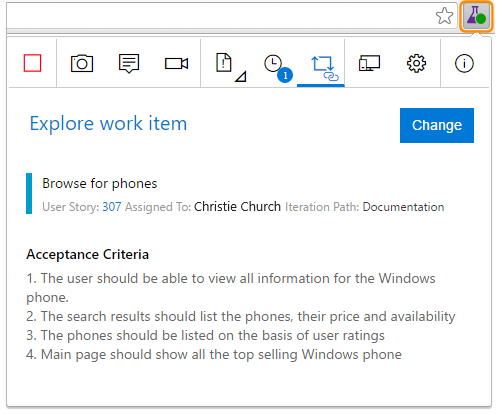 1
Explore work item
Change
Browse for phones
User Story: 307 Assigned To: Christie Church Iteration Path: Documentation
Acceptance Criteria
1. The user should be able to view all information for the Windows
phone.
2. The search results should list the phones, their price and availability
3. The phones should be listed on the basis of user ratings
4. Main page should show all the top selling Windows phone